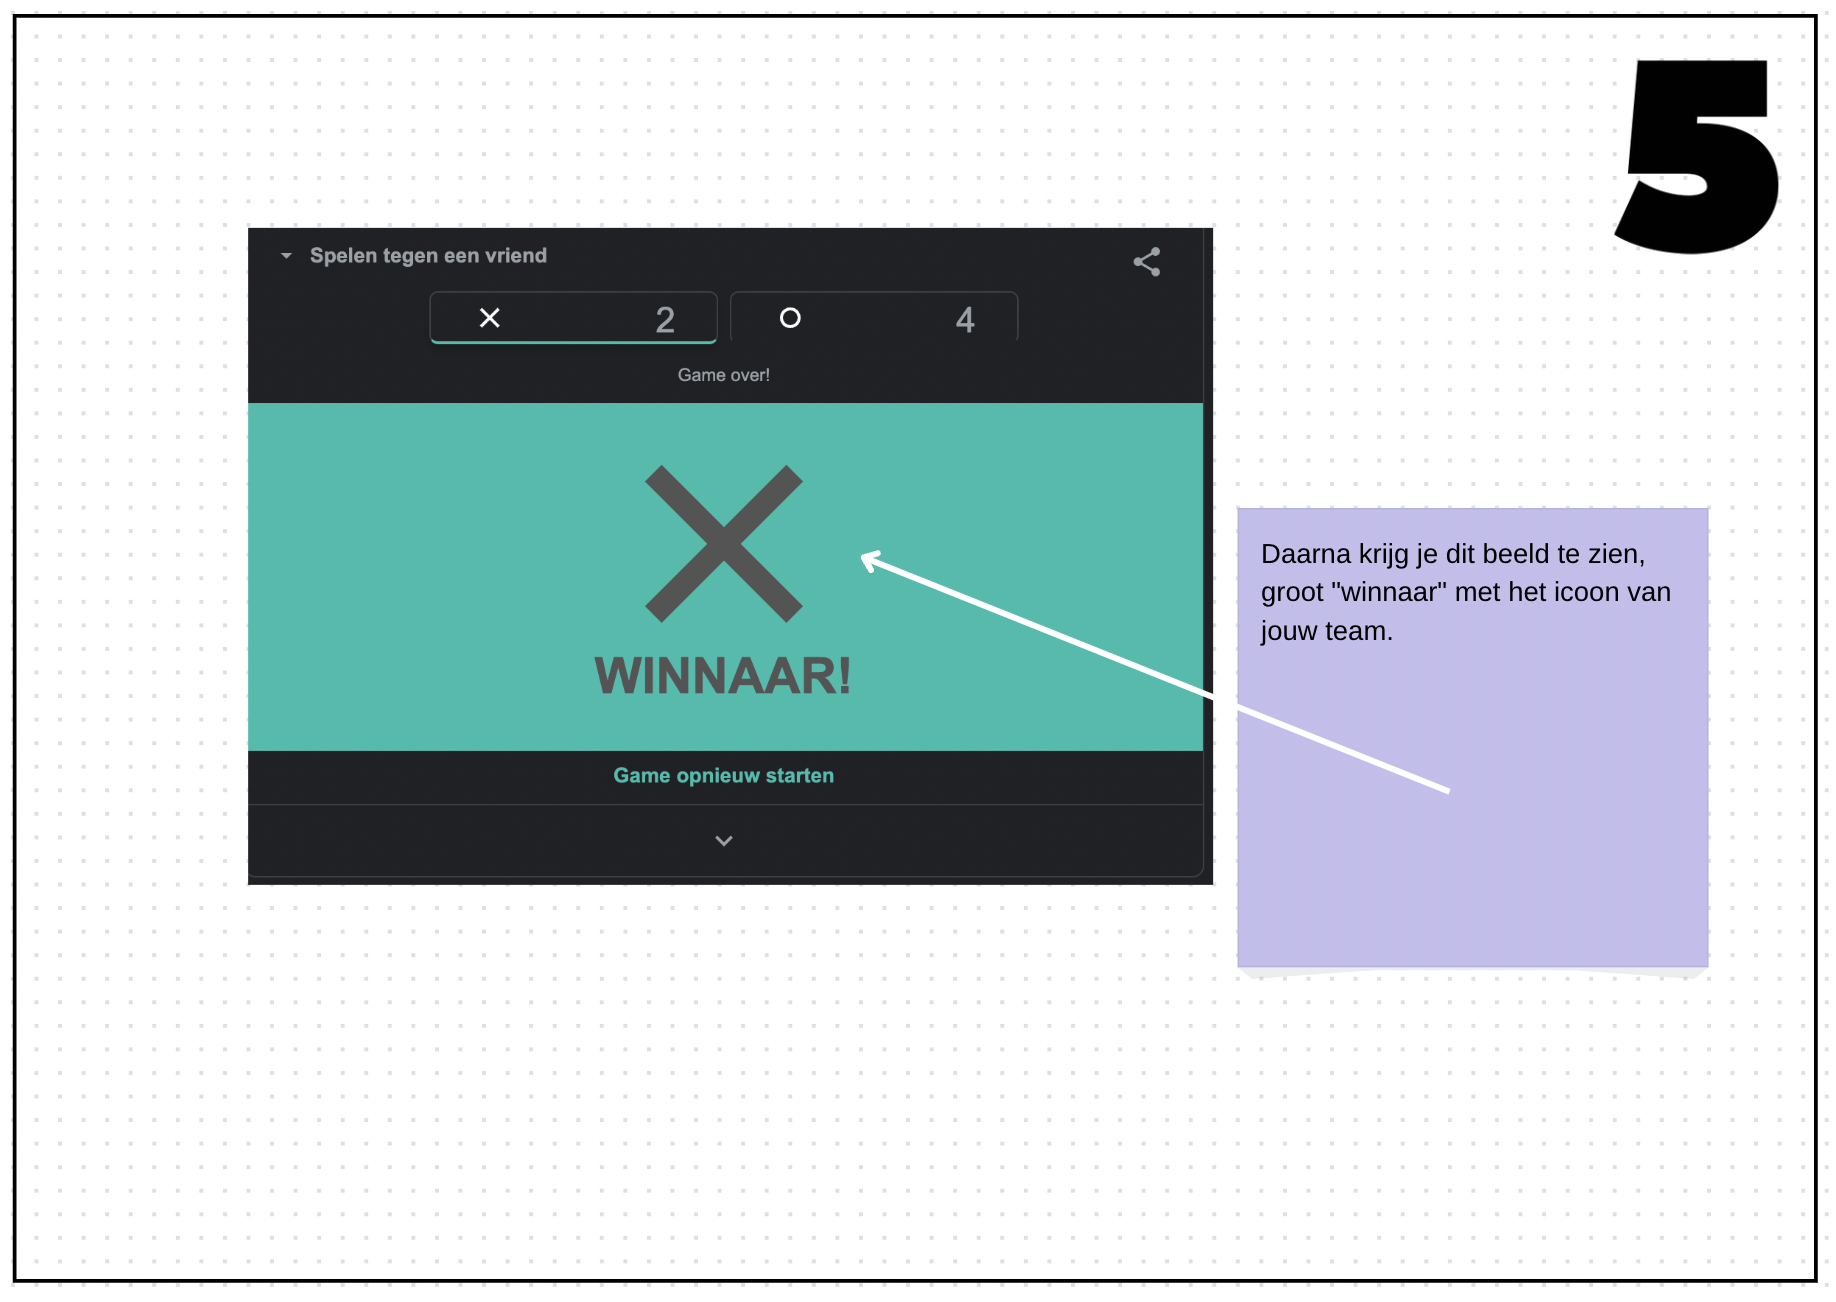 5
Spelen tegen een vriend
× 2 ○ 4
Game over!
×
WINNAAR!
Game opnieuw starten
Daarna krijg je dit beeld te zien,
groot "winnaar" met het icoon van
jouw team.